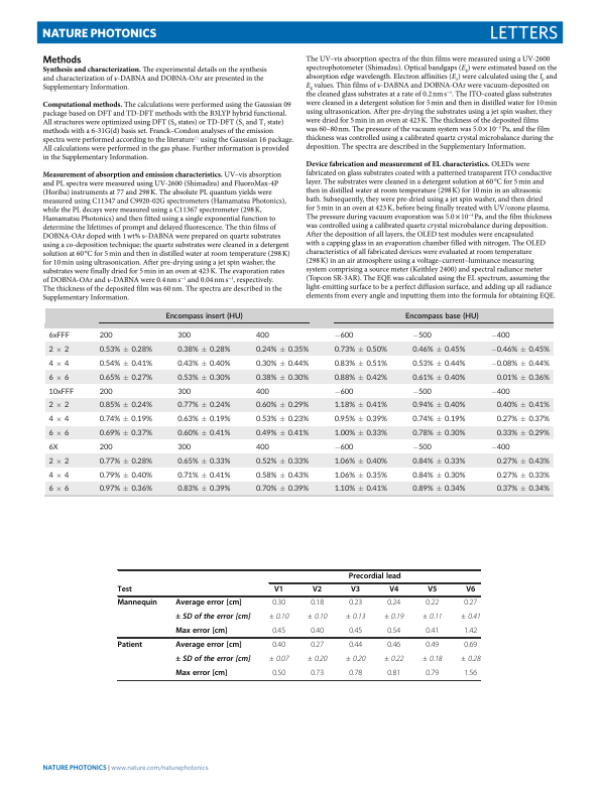 NATURE PHOTONICS
LETTERS
Methods
Synthesis and characterization. The experimental details on the synthesis
and characterization of ν-DABNA and DOBNA-OAr are presented in the
Supplementary Information.
Computational methods. The calculations were performed using the Gaussian 09
package based on DFT and TD-DFT methods with the B3LYP hybrid functional.
All structures were optimized using DFT (S₀ states) or TD-DFT (S₁ and T₁ state)
methods with a 6-31G(d) basis set. Franck–Condon analyses of the emission
spectra were performed according to the literature using the Gaussian 16 package.
All calculations were performed in the gas phase. Further information is provided
in the Supplementary Information.
Measurement of absorption and emission characteristics. UV–vis absorption
and PL spectra were measured using UV-2600 (Shimadzu) and FluoroMax-4P
(Horiba) instruments at 77 and 298 K. The absolute PL quantum yields were
measured using C11347 and C9920-02G spectrometers (Hamamatsu Photonics),
while the PL decays were measured using a C11367 spectrometer (298 K,
Hamamatsu Photonics) and then fitted using a single exponential function to
determine the lifetimes of prompt and delayed fluorescence. The thin films of
DOBNA-OAr doped with 1 wt% ν-DABNA were prepared on quartz substrates
using a co-deposition technique; the quartz substrates were cleaned in a detergent
solution at 60 °C for 5 min and then in distilled water at room temperature (298 K)
for 10 min using ultrasonication. After pre-drying using a jet spin washer, the
substrates were finally dried for 5 min in an oven at 423 K. The evaporation rates
of DOBNA-OAr and ν-DABNA were 0.4 nm s⁻¹ and 0.04 nm s⁻¹, respectively.
The thickness of the deposited film was 60 nm. The spectra are described in the
Supplementary Information.
The UV–vis absorption spectra of the thin films were measured using a UV-2600
spectrophotometer (Shimadzu). Optical bandgaps (Eg) were estimated based on the
absorption edge wavelength. Electron affinities (Ec) were calculated using the Ip and
Eg values. Thin films of ν-DABNA and DOBNA-OAr were vacuum-deposited on
the cleaned glass substrates at a rate of 0.2 nm s⁻¹. The ITO-coated glass substrates
were cleaned in a detergent solution for 5 min and then in distilled water for 10 min
using ultrasonication. After pre-drying the substrates using a jet spin washer, they
were dried for 5 min in an oven at 423 K. The thickness of the deposited films
was 60–80 nm. The pressure of the vacuum system was 5.0 × 10⁻⁴ Pa, and the film
thickness was controlled using a calibrated quartz crystal microbalance during the
deposition. The spectra are described in the Supplementary Information.
Device fabrication and measurement of EL characteristics. OLEDs were
fabricated on glass substrates coated with a patterned transparent ITO conductive
layer. The substrates were cleaned in a detergent solution at 60 °C for 5 min and
then in distilled water at room temperature (298 K) for 10 min in an ultrasonic
bath. Subsequently, they were pre-dried using a jet spin washer, and then dried
for 5 min in an oven at 423 K, before being finally treated with UV/ozone plasma.
The pressure during vacuum evaporation was 5.0 × 10⁻⁴ Pa, and the film thickness
was controlled using a calibrated quartz crystal microbalance during deposition.
After the deposition of all layers, the OLED test modules were encapsulated
with a capping glass in an evaporation chamber filled with nitrogen. The OLED
characteristics of all fabricated devices were evaluated at room temperature
(298 K) in an air atmosphere using a voltage–current–luminance measuring
system comprising a source meter (Keithley 2400) and spectral radiance meter
(Topcon SR-3AR). The EQE was calculated using the EL spectrum, assuming the
light-emitting surface to be a perfect diffusion surface, and adding up all radiance
elements from every angle and inputting them into the formula for obtaining EQE.
Encompass insert (HU) Encompass base (HU)
6xFFF 200 300 400 −600 −500 −400
2 × 2 0.53% ± 0.28% 0.38% ± 0.28% 0.24% ± 0.35% 0.73% ± 0.50% 0.46% ± 0.45% −0.46% ± 0.45%
4 × 4 0.54% ± 0.41% 0.43% ± 0.40% 0.30% ± 0.44% 0.83% ± 0.51% 0.53% ± 0.44% −0.08% ± 0.44%
6 × 6 0.65% ± 0.27% 0.53% ± 0.30% 0.38% ± 0.30% 0.88% ± 0.42% 0.61% ± 0.40% 0.01% ± 0.36%
10xFFF 200 300 400 −600 −500 −400
2 × 2 0.85% ± 0.24% 0.77% ± 0.24% 0.60% ± 0.29% 1.18% ± 0.41% 0.94% ± 0.40% 0.40% ± 0.41%
4 × 4 0.74% ± 0.19% 0.63% ± 0.19% 0.53% ± 0.23% 0.95% ± 0.39% 0.74% ± 0.19% 0.27% ± 0.37%
6 × 6 0.69% ± 0.37% 0.60% ± 0.41% 0.49% ± 0.41% 1.00% ± 0.33% 0.78% ± 0.30% 0.33% ± 0.29%
6X 200 300 400 −600 −500 −400
2 × 2 0.77% ± 0.28% 0.65% ± 0.33% 0.52% ± 0.33% 1.06% ± 0.40% 0.84% ± 0.33% 0.27% ± 0.43%
4 × 4 0.79% ± 0.40% 0.71% ± 0.41% 0.58% ± 0.43% 1.06% ± 0.35% 0.84% ± 0.30% 0.27% ± 0.33%
6 × 6 0.97% ± 0.36% 0.83% ± 0.39% 0.70% ± 0.39% 1.10% ± 0.41% 0.89% ± 0.34% 0.37% ± 0.34%
Precordial lead
Test V1 V2 V3 V4 V5 V6
Mannequin Average error [cm] 0.30 0.18 0.23 0.24 0.22 0.27
± SD of the error [cm] ± 0.10 ± 0.10 ± 0.13 ± 0.19 ± 0.11 ± 0.41
Max error [cm] 0.45 0.40 0.45 0.54 0.41 1.42
Patient Average error [cm] 0.40 0.27 0.44 0.46 0.49 0.69
± SD of the error [cm] ± 0.07 ± 0.20 ± 0.20 ± 0.22 ± 0.18 ± 0.28
Max error [cm] 0.50 0.73 0.78 0.81 0.79 1.56
NATURE PHOTONICS | www.nature.com/naturephotonics